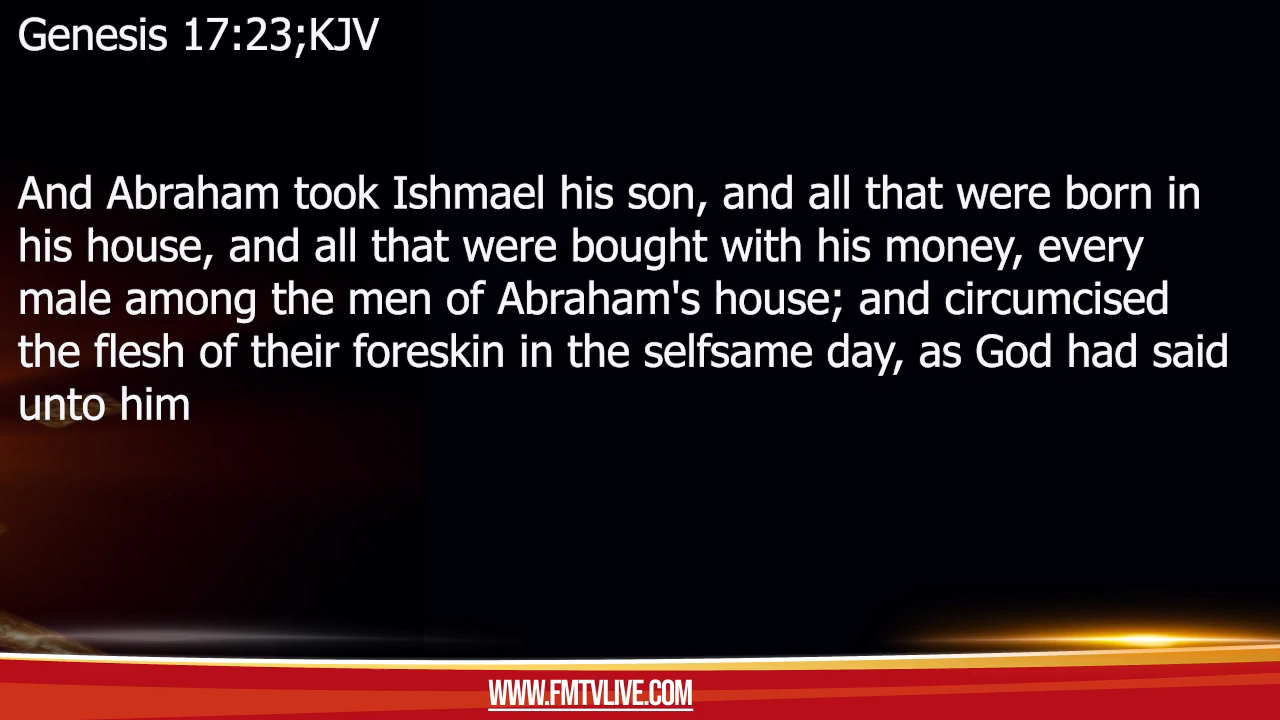 Genesis 17:23;KJV
And Abraham took Ishmael his son, and all that were born in
his house, and all that were bought with his money, every
male among the men of Abraham's house; and circumcised
the flesh of their foreskin in the selfsame day, as God had said
unto him
WWW.FMTVLIVE.COM